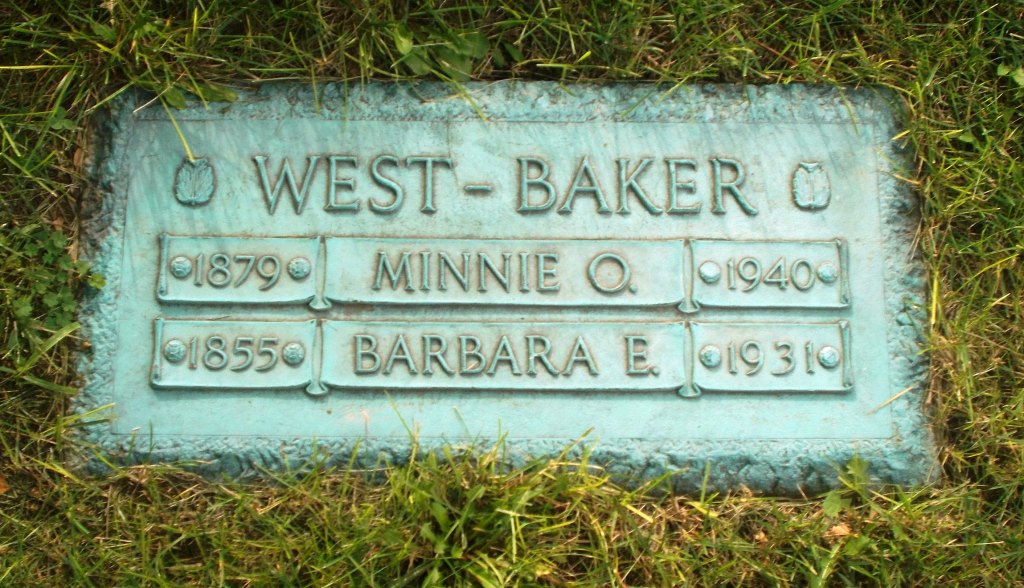 WEST-BAKER
1879 MINNIE O. 1940
1855 BARBARA E. 1931